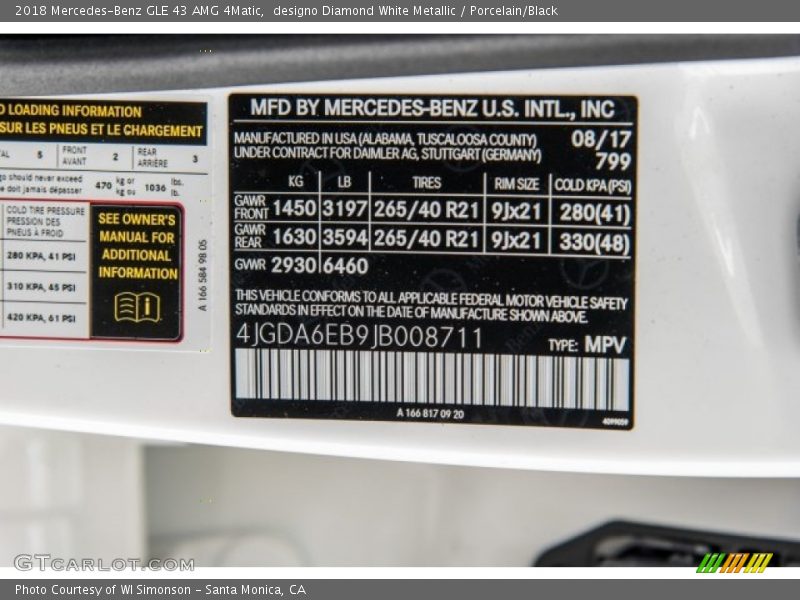 2018 Mercedes-Benz GLE 43 AMG 4Matic, designo Diamond White Metallic / Porcelain/Black
LOADING INFORMATION
SUR LES PNEUS ET LE CHARGEMENT
5 FRONT AVANT 2 REAR ARRIÈRE 3
should never exceed 470 kg or 1036 lbs.
doit jamais dépasser kg ou lb.
COLD TIRE PRESSURE
PRESSION DES
PNEUS À FROID
280 KPA, 41 PSI
310 KPA, 45 PSI
420 KPA, 61 PSI
SEE OWNER'S
MANUAL FOR
ADDITIONAL
INFORMATION
A 166 584 98 05
MFD BY MERCEDES-BENZ U.S. INTL., INC
MANUFACTURED IN USA (ALABAMA, TUSCALOOSA COUNTY) 08/17
UNDER CONTRACT FOR DAIMLER AG, STUTTGART (GERMANY) 799
KG LB TIRES RIM SIZE COLD KPA (PSI)
GAWR FRONT 1450 3197 265/40 R21 9Jx21 280(41)
GAWR REAR 1630 3594 265/40 R21 9Jx21 330(48)
GVWR 2930 6460
THIS VEHICLE CONFORMS TO ALL APPLICABLE FEDERAL MOTOR VEHICLE SAFETY
STANDARDS IN EFFECT ON THE DATE OF MANUFACTURE SHOWN ABOVE.
4JGDA6EB9JB008711 TYPE: MPV
A 166 817 09 20
GTcarlot.com
Photo Courtesy of WI Simonson - Santa Monica, CA